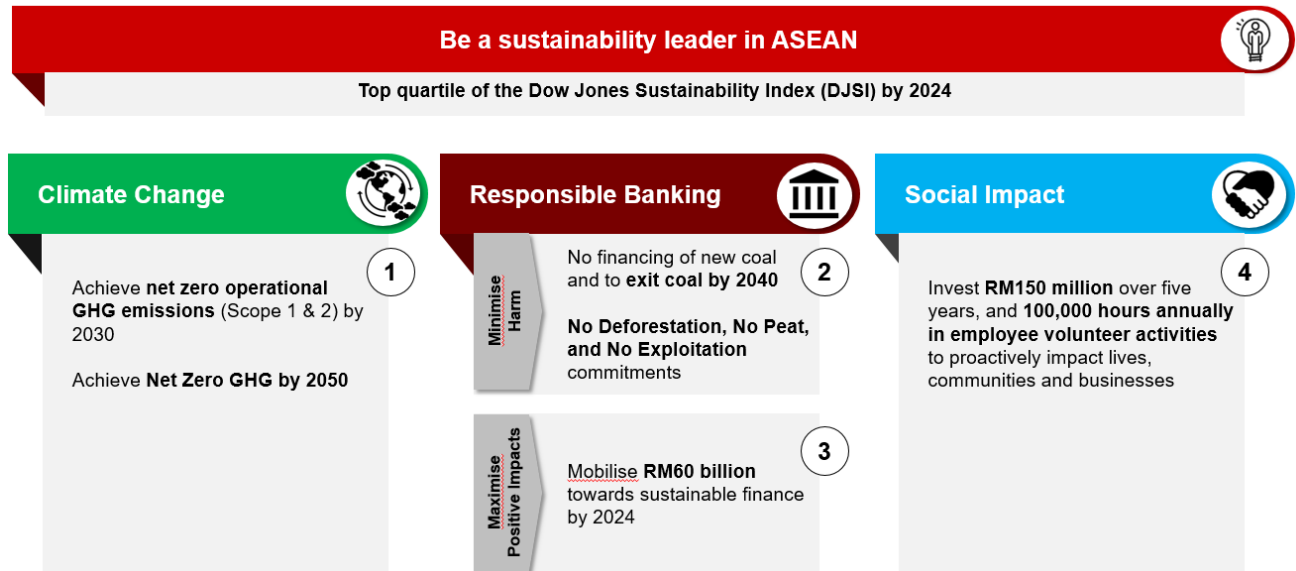 Be a sustainability leader in ASEAN
Top quartile of the Dow Jones Sustainability Index (DJSI) by 2024
Climate Change
1
Achieve net zero operational
GHG emissions (Scope 1 & 2) by
2030
Achieve Net Zero GHG by 2050
Responsible Banking
Minimise
Harm
2
No financing of new coal
and to exit coal by 2040
No Deforestation, No Peat,
and No Exploitation
commitments
Maximise
Positive Impacts
3
Mobilise RM60 billion
towards sustainable finance
by 2024
Social Impact
4
Invest RM150 million over five
years, and 100,000 hours annually
in employee volunteer activities
to proactively impact lives,
communities and businesses